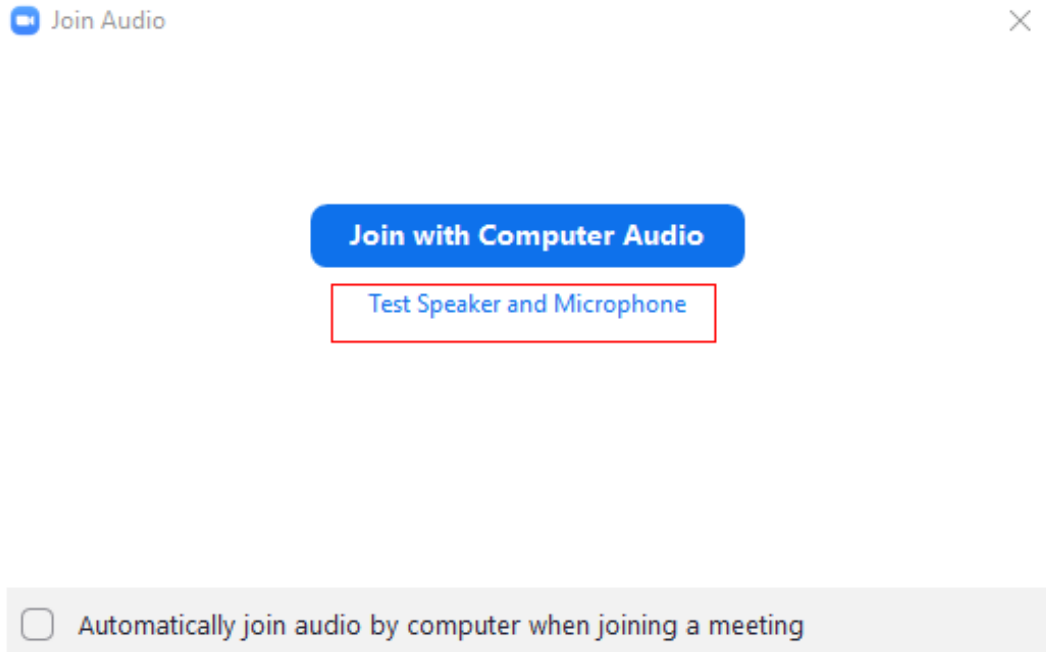 Join Audio
Join with Computer Audio
Test Speaker and Microphone
Automatically join audio by computer when joining a meeting